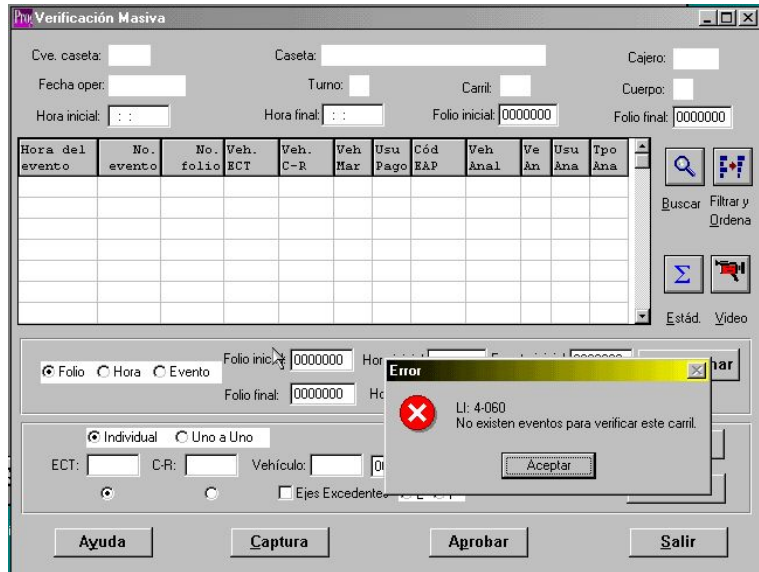 Verificación Masiva
Cve. caseta: Caseta: Cajero:
Fecha oper: Turno: Carril: Cuerpo:
Hora inicial: : : Hora final: : : Folio inicial: 0000000 Folio final: 0000000
Hora del evento No. evento No. folio Veh. ECT Veh. C-R Veh Mar Usu Pago Cód EAP Veh Anal Ve An Usu Ana Tpo Ana
Buscar Filtrar y Ordena
Σ
Estád. Video
Folio Hora Evento Folio inicial: 0000000
Folio final: 0000000
Error
LI: 4-060
No existen eventos para verificar este carril.
Aceptar
Individual Uno a Uno
ECT: C-R: Vehículo:
Ejes Excedentes
Ayuda Captura Aprobar Salir